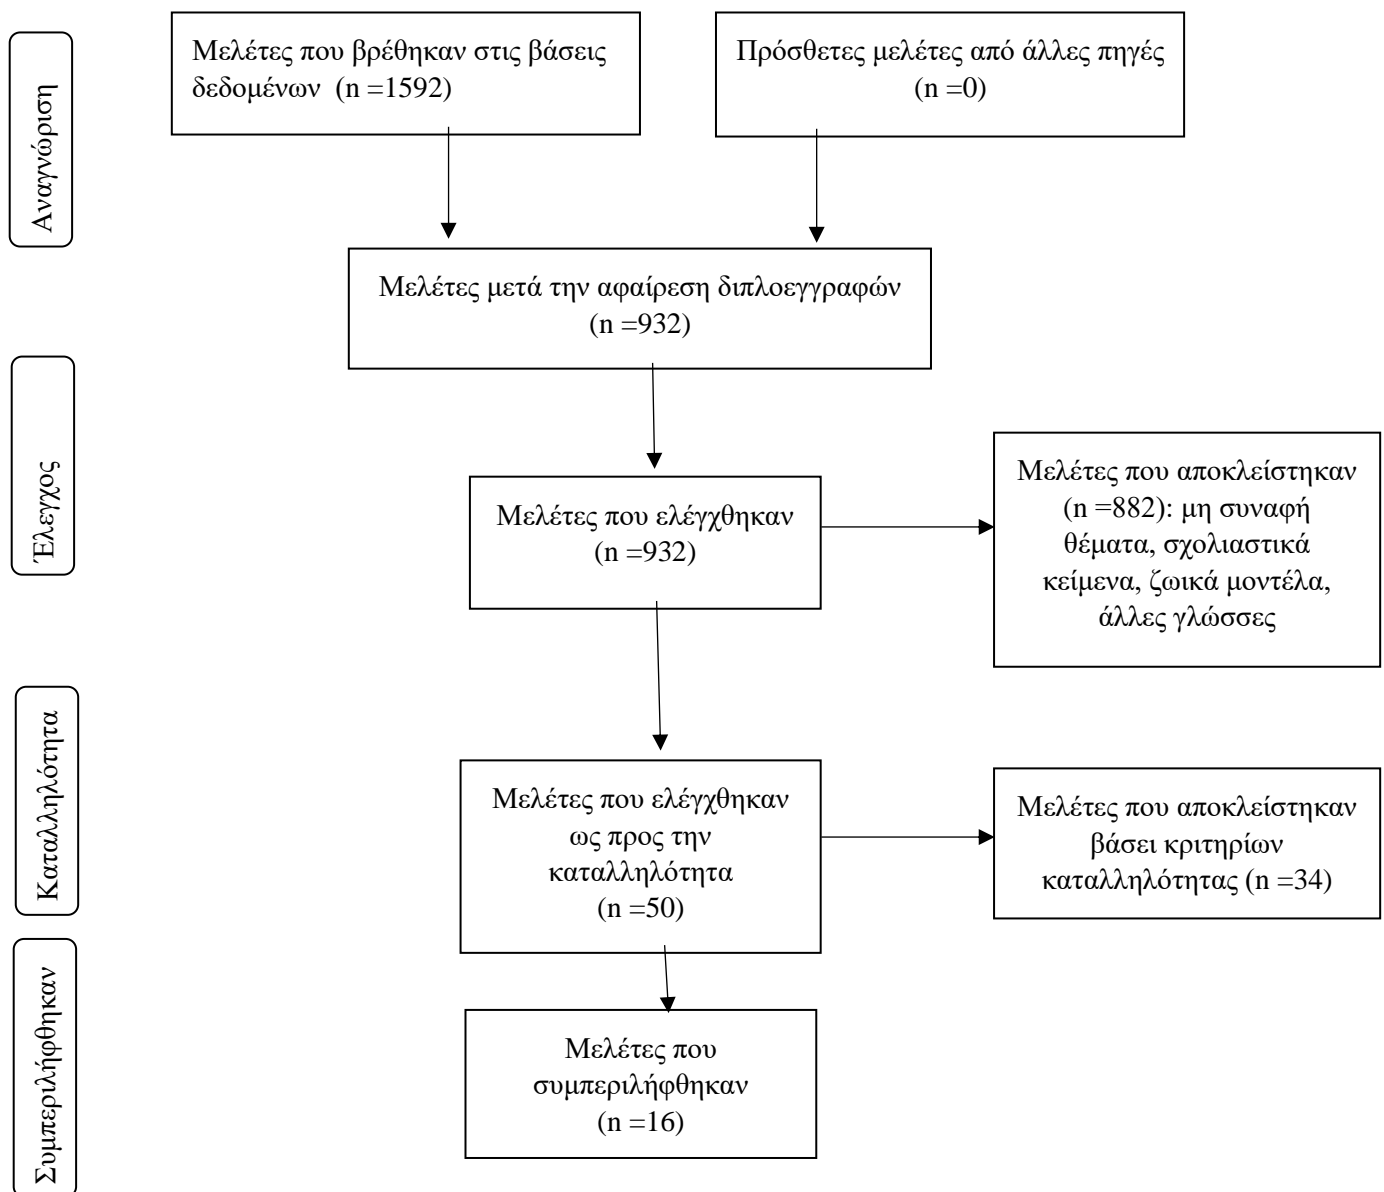 Αναγνώριση
Μελέτες που βρέθηκαν στις βάσεις
δεδομένων (n =1592)
Πρόσθετες μελέτες από άλλες πηγές
(n =0)
Μελέτες μετά την αφαίρεση διπλοεγγραφών
(n =932)
Έλεγχος
Μελέτες που ελέγχθηκαν
(n =932)
Μελέτες που αποκλείστηκαν
(n =882): μη συναφή
θέματα, σχολιαστικά
κείμενα, ζωικά μοντέλα,
άλλες γλώσσες
Καταλληλότητα
Μελέτες που ελέγχθηκαν
ως προς την
καταλληλότητα
(n =50)
Μελέτες που αποκλείστηκαν
βάσει κριτηρίων
καταλληλότητας (n =34)
Συμπεριλήφθηκαν
Μελέτες που
συμπεριλήφθηκαν
(n =16)